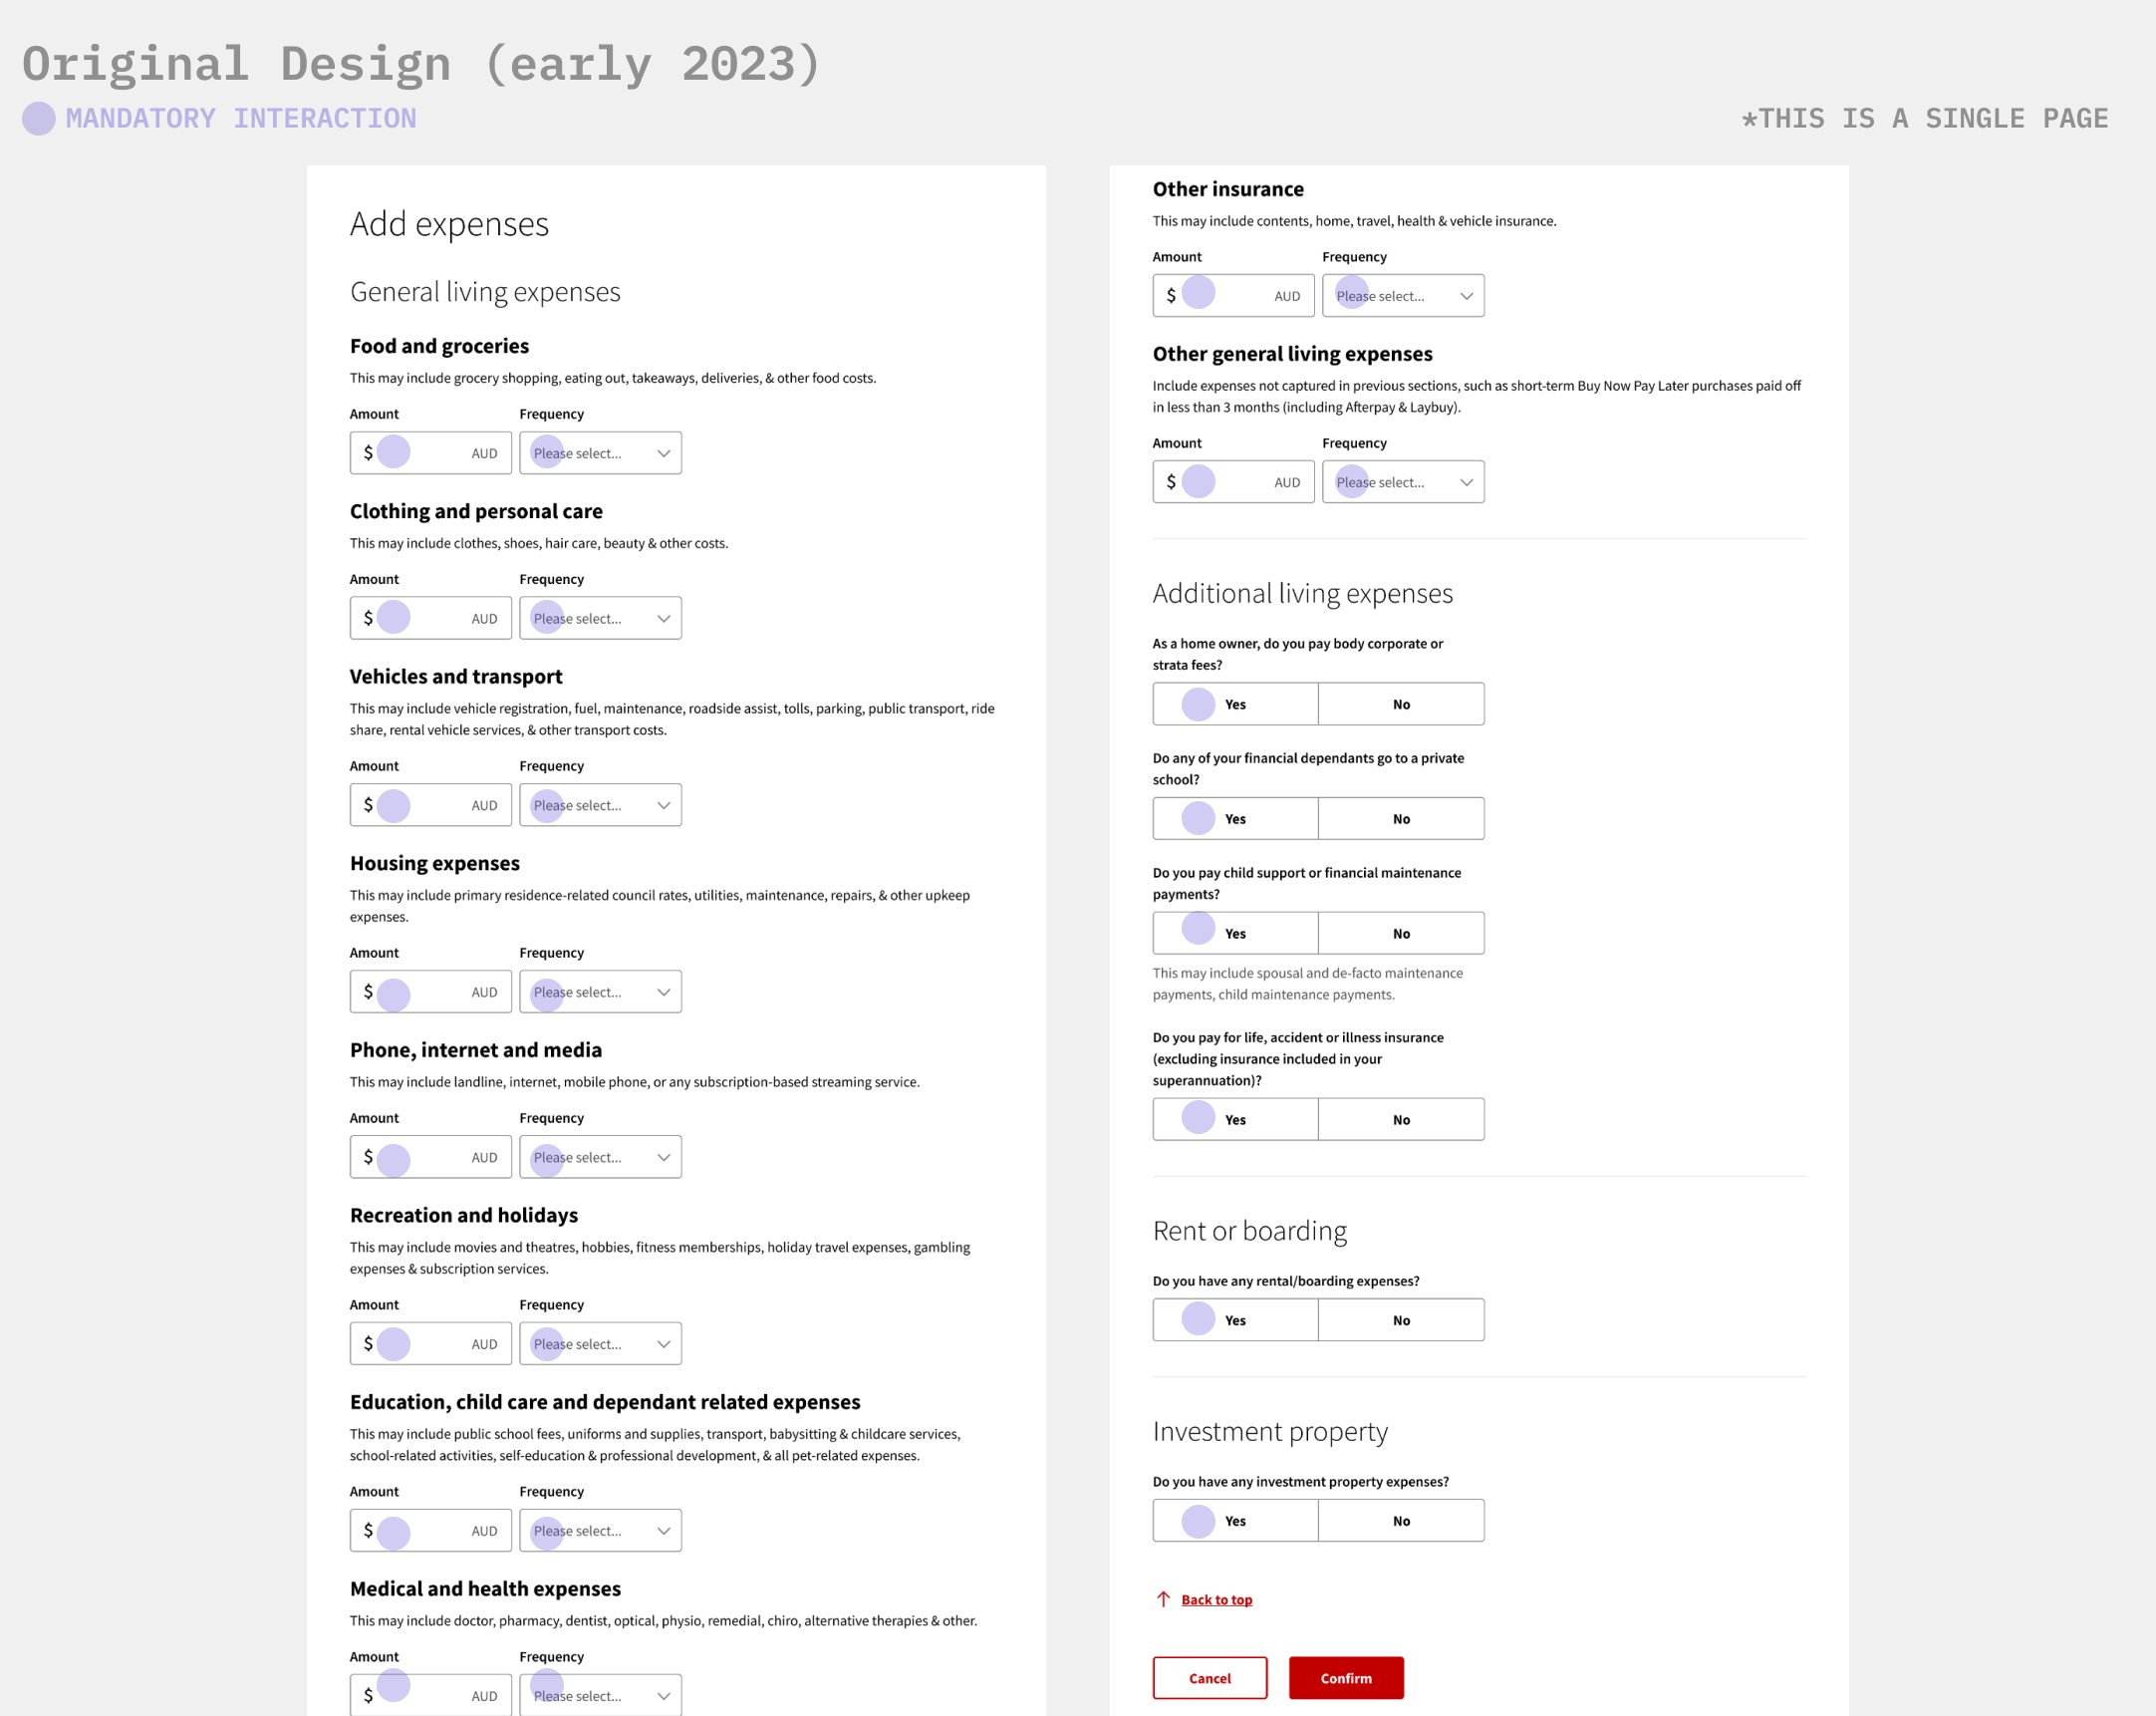 Original Design (early 2023)
MANDATORY INTERACTION
*THIS IS A SINGLE PAGE
Add expenses
General living expenses
Food and groceries
This may include grocery shopping, eating out, takeaways, deliveries, & other food costs.
Amount Frequency
$ AUD Please select...
Clothing and personal care
This may include clothes, shoes, hair care, beauty & other costs.
Amount Frequency
$ AUD Please select...
Vehicles and transport
This may include vehicle registration, fuel, maintenance, roadside assist, tolls, parking, public transport, ride
share, rental vehicle services, & other transport costs.
Amount Frequency
$ AUD Please select...
Housing expenses
This may include primary residence-related council rates, utilities, maintenance, repairs, & other upkeep
expenses.
Amount Frequency
$ AUD Please select...
Phone, internet and media
This may include landline, internet, mobile phone, or any subscription-based streaming service.
Amount Frequency
$ AUD Please select...
Recreation and holidays
This may include movies and theatres, hobbies, fitness memberships, holiday travel expenses, gambling
expenses & subscription services.
Amount Frequency
$ AUD Please select...
Education, child care and dependant related expenses
This may include public school fees, uniforms and supplies, transport, babysitting & childcare services,
school-related activities, self-education & professional development, & all pet-related expenses.
Amount Frequency
$ AUD Please select...
Medical and health expenses
This may include doctor, pharmacy, dentist, optical, physio, remedial, chiro, alternative therapies & other.
Amount Frequency
$ AUD Please select...
Other insurance
This may include contents, home, travel, health & vehicle insurance.
Amount Frequency
$ AUD Please select...
Other general living expenses
Include expenses not captured in previous sections, such as short-term Buy Now Pay Later purchases paid off
in less than 3 months (including Afterpay & Laybuy).
Amount Frequency
$ AUD Please select...
Additional living expenses
As a home owner, do you pay body corporate or
strata fees?
Yes No
Do any of your financial dependants go to a private
school?
Yes No
Do you pay child support or financial maintenance
payments?
Yes No
This may include spousal and de-facto maintenance
payments, child maintenance payments.
Do you pay for life, accident or illness insurance
(excluding insurance included in your
superannuation)?
Yes No
Rent or boarding
Do you have any rental/boarding expenses?
Yes No
Investment property
Do you have any investment property expenses?
Yes No
Back to top
Cancel Confirm